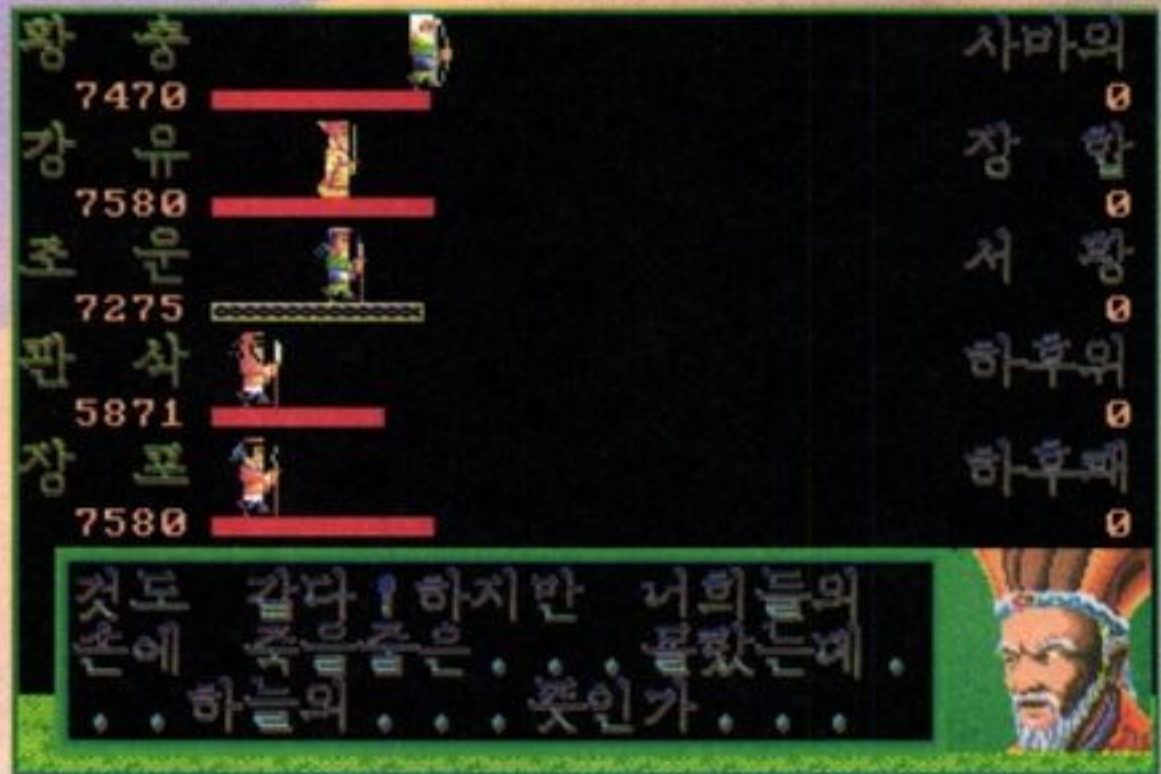 황 충 사마의
7470 0
강 유 장 합
7580 0
조 운 서 황
7275 0
관 삭 하후위
5871 0
장 포 하후패
7580 0
것도 같다!하지만 너희들의
손에 죽을줄은...몰랐는데.
..하늘의...뜻인가...